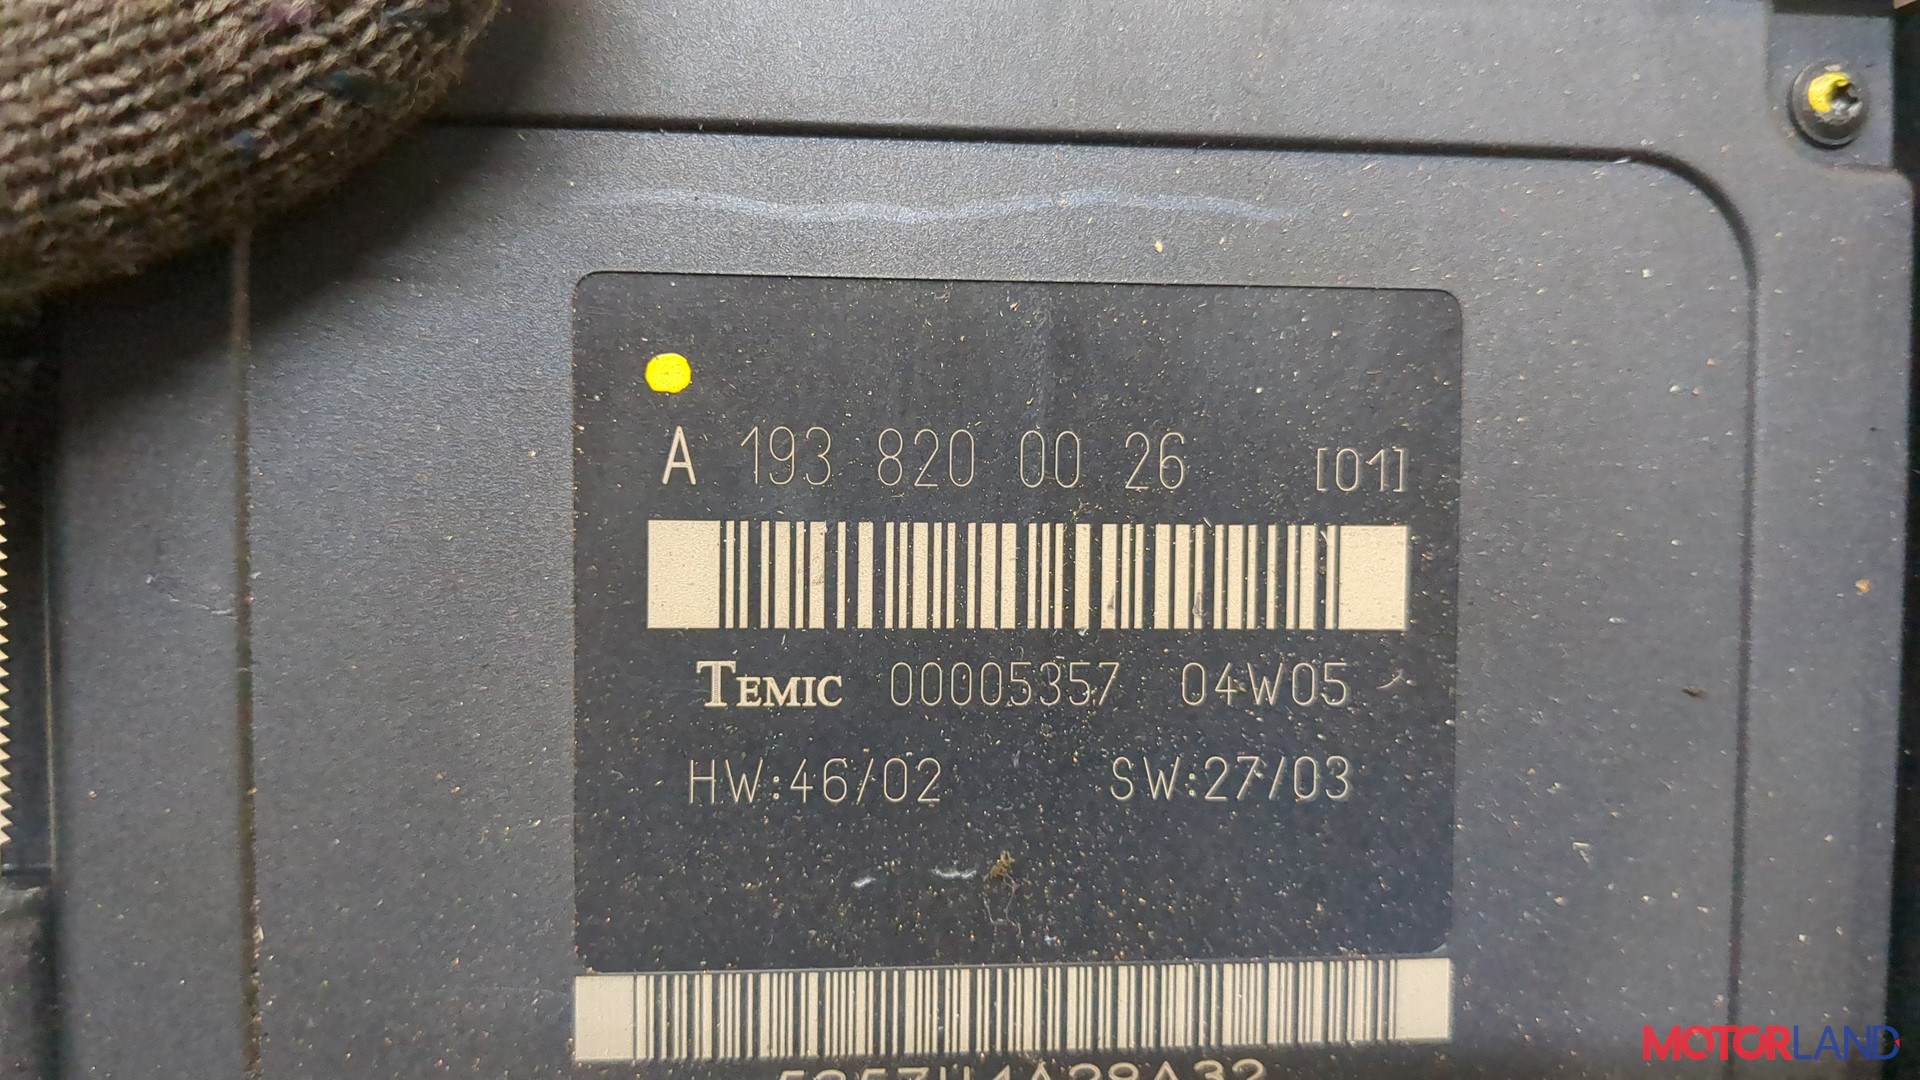 A 193 820 00 26 [01]
TEMIC 00005357 04W05
HW:46/02 SW:27/03
MOTORLAND